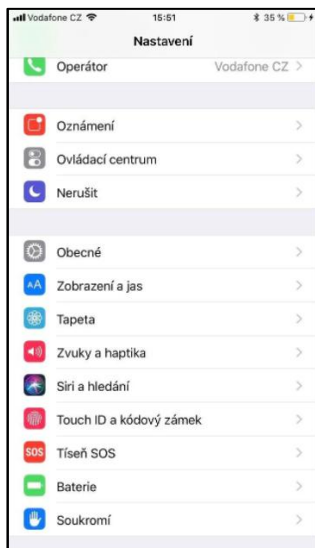 Vodafone CZ 15:51 35 %
Nastavení
Operátor Vodafone CZ
Oznámení
Ovládací centrum
Nerušit
Obecné
AA Zobrazení a jas
Tapeta
Zvuky a haptika
Siri a hledání
Touch ID a kódový zámek
SOS Tíseň SOS
Baterie
Soukromí